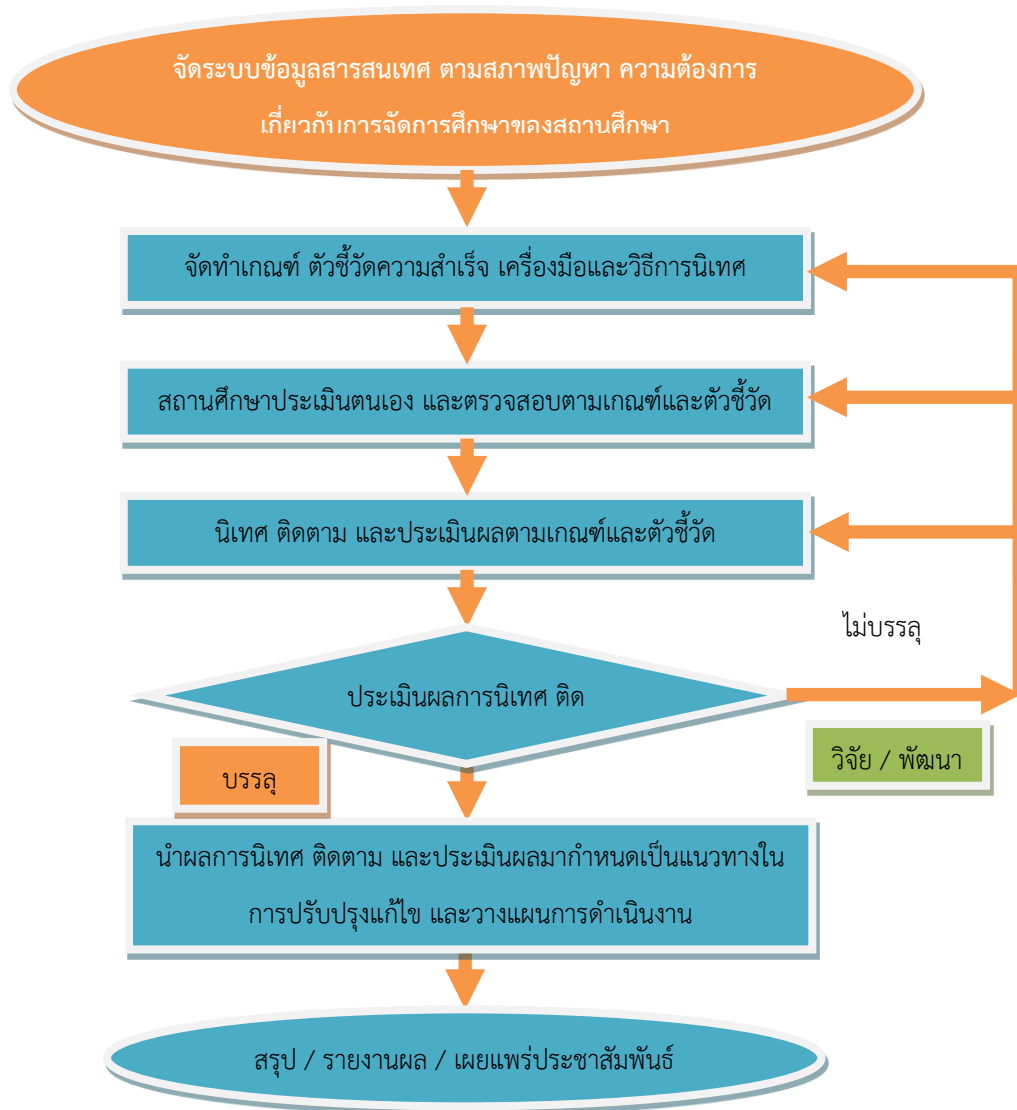 จัดระบบข้อมูลสารสนเทศ ตามสภาพปัญหา ความต้องการ
เกี่ยวกับการจัดการศึกษาของสถานศึกษา
จัดทำเกณฑ์ ตัวชี้วัดความสำเร็จ เครื่องมือและวิธีการนิเทศ
สถานศึกษาประเมินตนเอง และตรวจสอบตามเกณฑ์และตัวชี้วัด
นิเทศ ติดตาม และประเมินผลตามเกณฑ์และตัวชี้วัด
ไม่บรรลุ
ประเมินผลการนิเทศ ติด
วิจัย / พัฒนา
บรรลุ
นำผลการนิเทศ ติดตาม และประเมินผลมากำหนดเป็นแนวทางใน
การปรับปรุงแก้ไข และวางแผนการดำเนินงาน
สรุป / รายงานผล / เผยแพร่ประชาสัมพันธ์